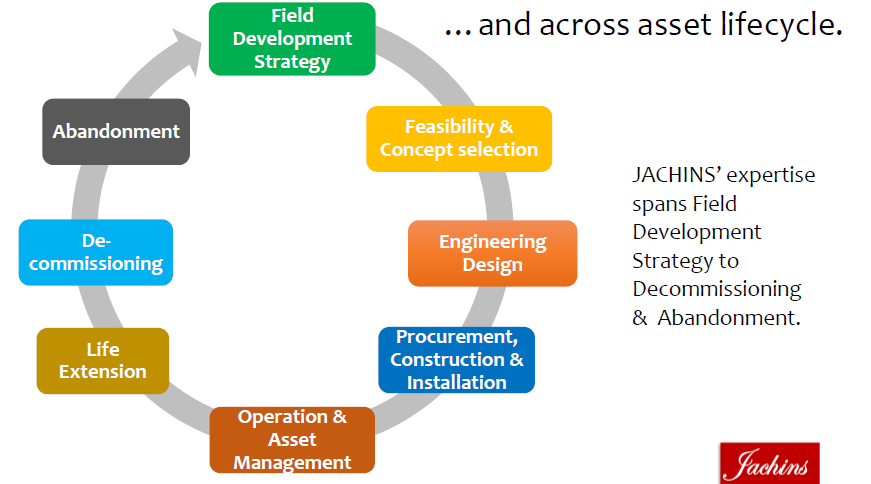 … and across asset lifecycle.
Field
Development
Strategy
Feasibility &
Concept selection
Engineering
Design
Procurement,
Construction &
Installation
Operation &
Asset
Management
Life
Extension
De-
commissioning
Abandonment
JACHINS’ expertise
spans Field
Development
Strategy to
Decommissioning
& Abandonment.
Jachins